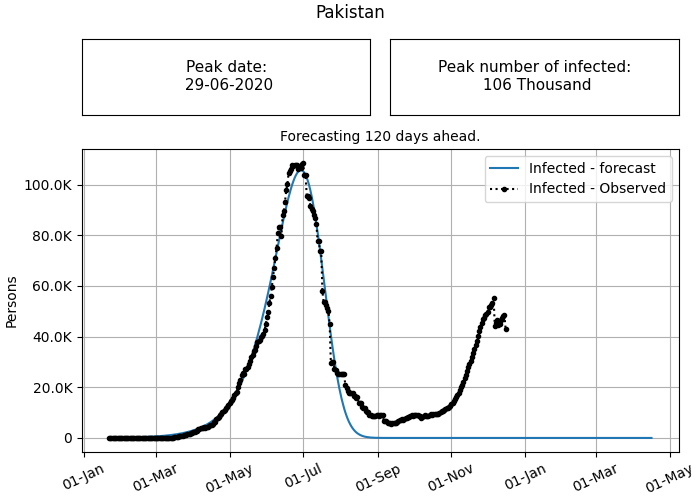 Pakistan
Peak date:
29-06-2020
Peak number of infected:
106 Thousand
Forecasting 120 days ahead.
Infected - forecast
Infected - Observed
Persons
100.0K
80.0K
60.0K
40.0K
20.0K
0
01-Jan
01-Mar
01-May
01-Jul
01-Sep
01-Nov
01-Jan
01-Mar
01-May